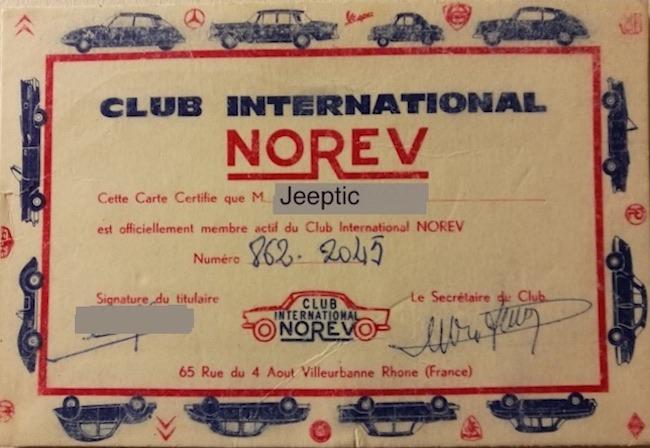 Vespa
CLUB INTERNATIONAL
NOREV
Cette Carte Certifie que M Jeeptic
est officiellement membre actif du Club International NOREV
Numéro 862.2045
Signature du titulaire
Le Secrétaire du Club
CLUB
INTERNATIONAL
NOREV
65 Rue du 4 Aout Villeurbanne Rhone (France)